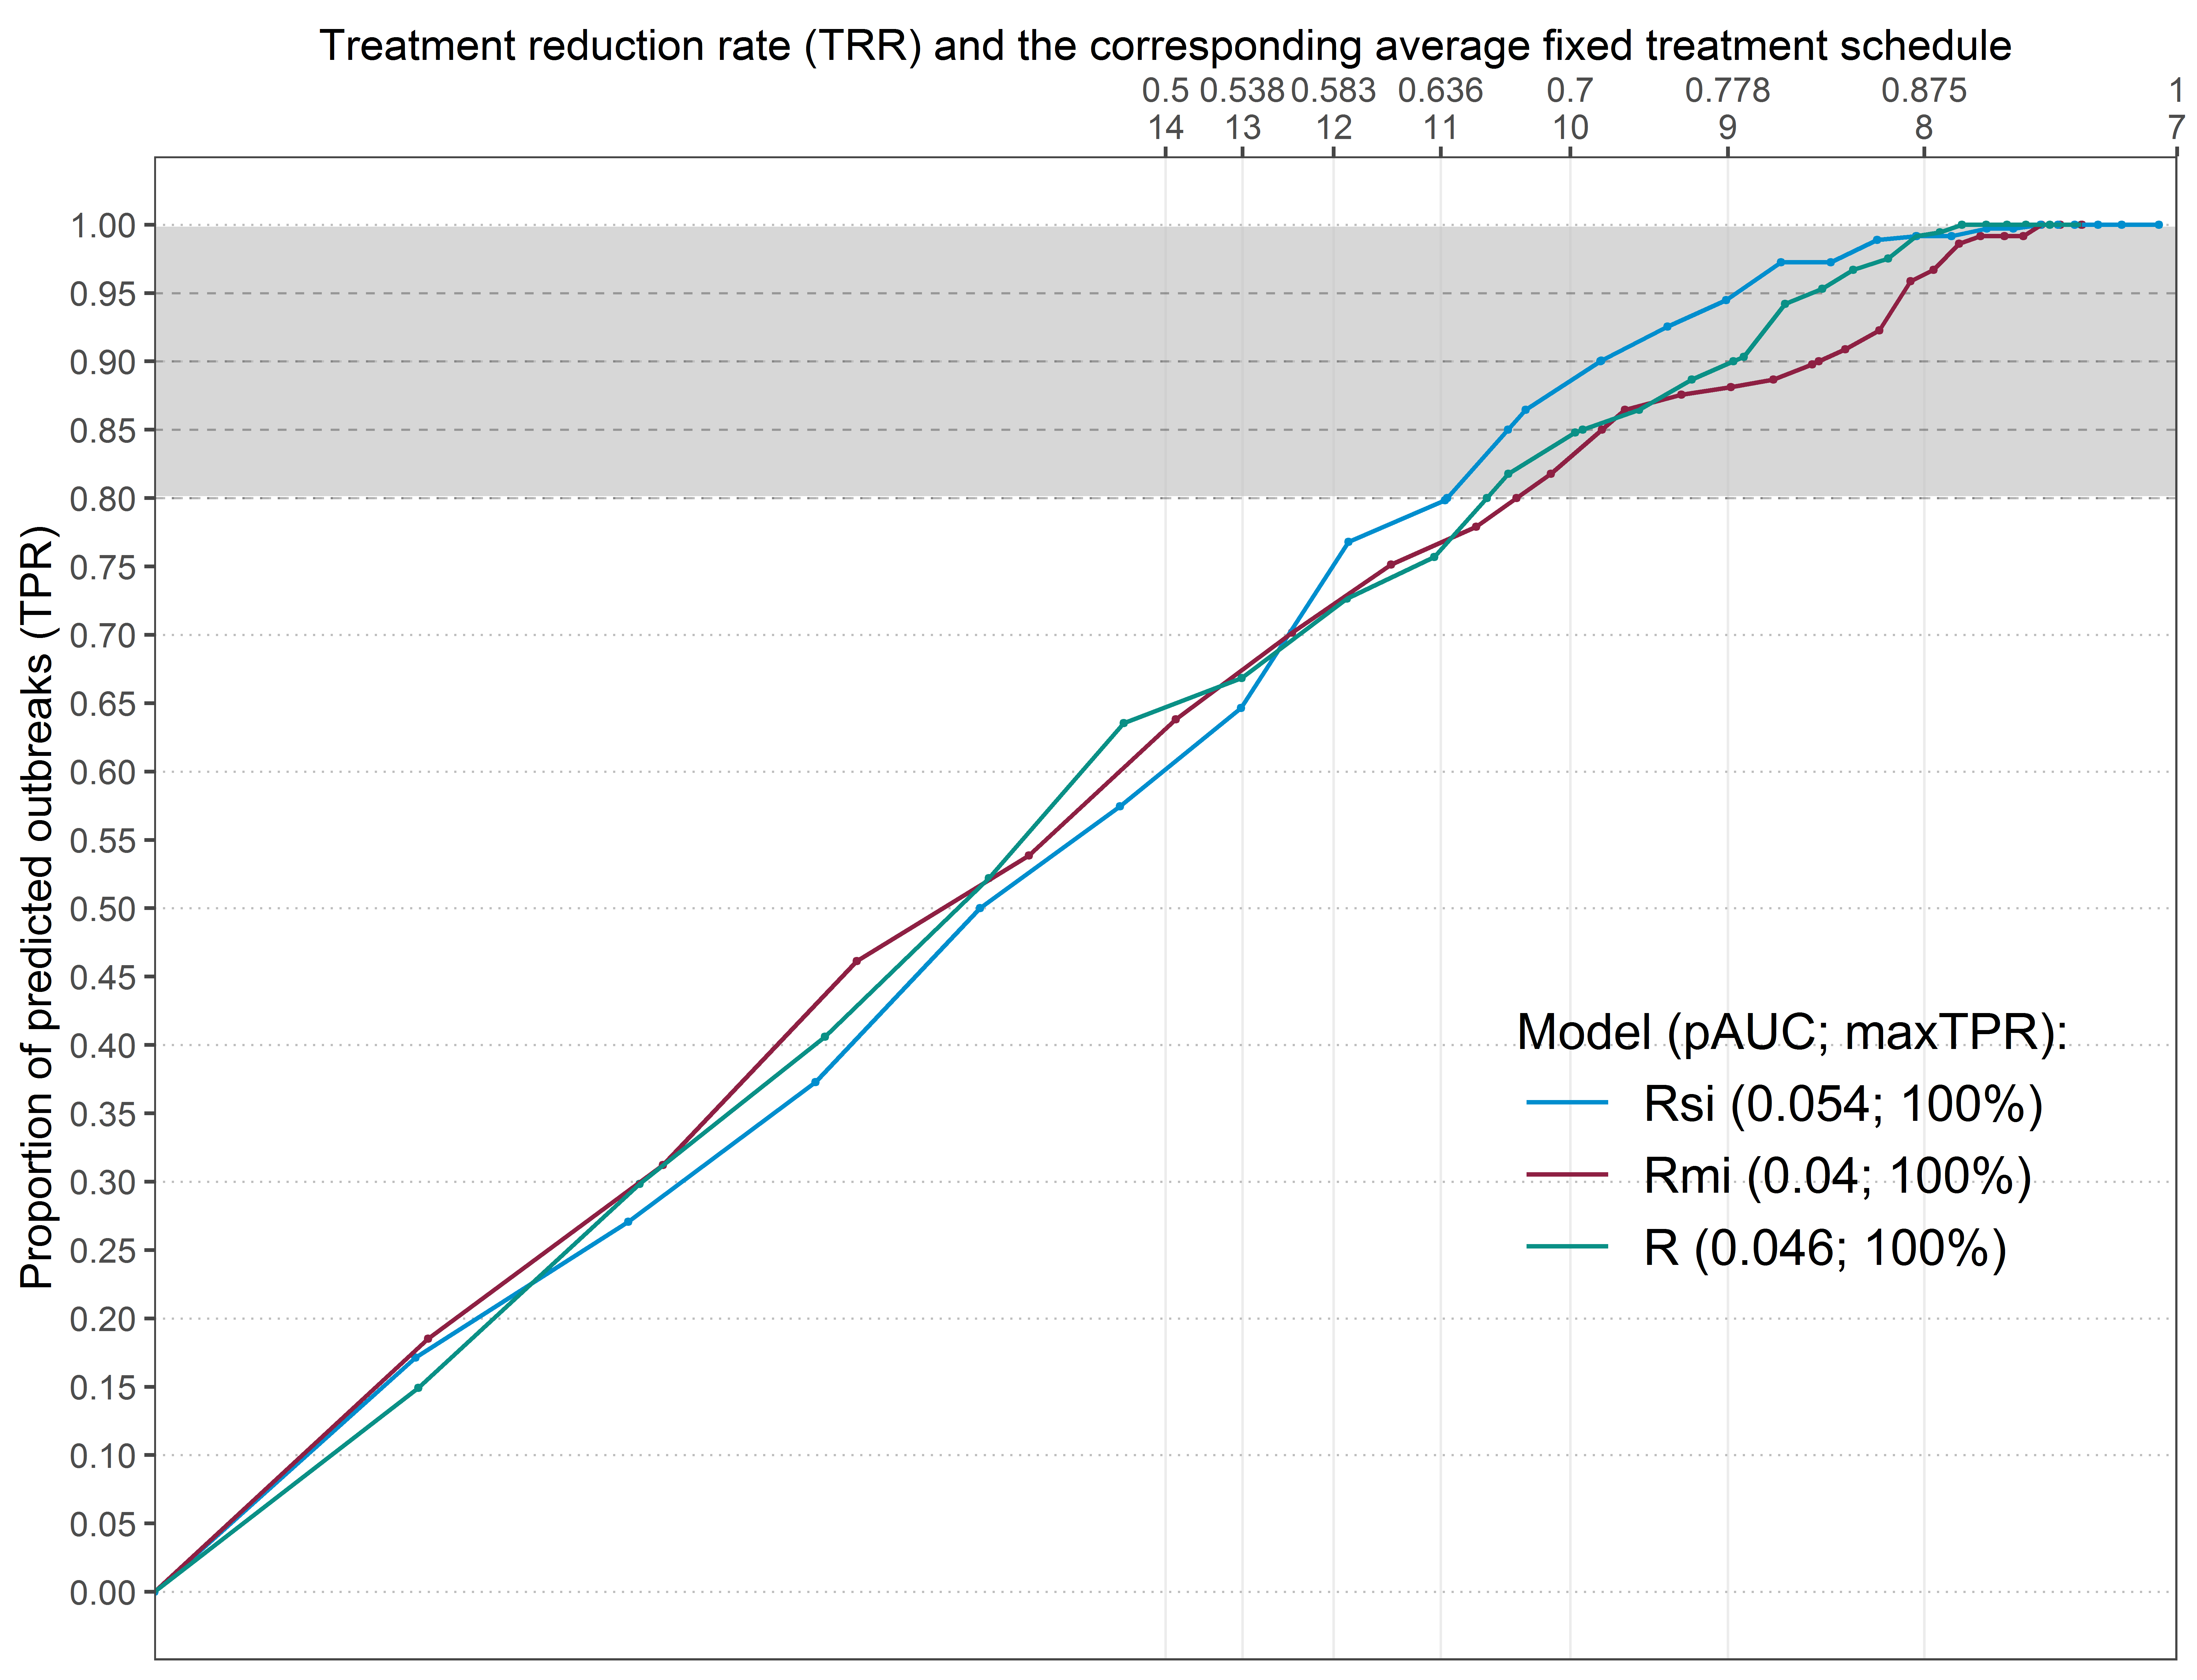 Treatment reduction rate (TRR) and the corresponding average fixed treatment schedule
0.5 0.538 0.583 0.636 0.7 0.778 0.875 1
14 13 12 11 10 9 8 7
Proportion of predicted outbreaks (TPR)
1.00
0.95
0.90
0.85
0.80
0.75
0.70
0.65
0.60
0.55
0.50
0.45
0.40
0.35
0.30
0.25
0.20
0.15
0.10
0.05
0.00
Model (pAUC; maxTPR):
Rsi (0.054; 100%)
Rmi (0.04; 100%)
R (0.046; 100%)